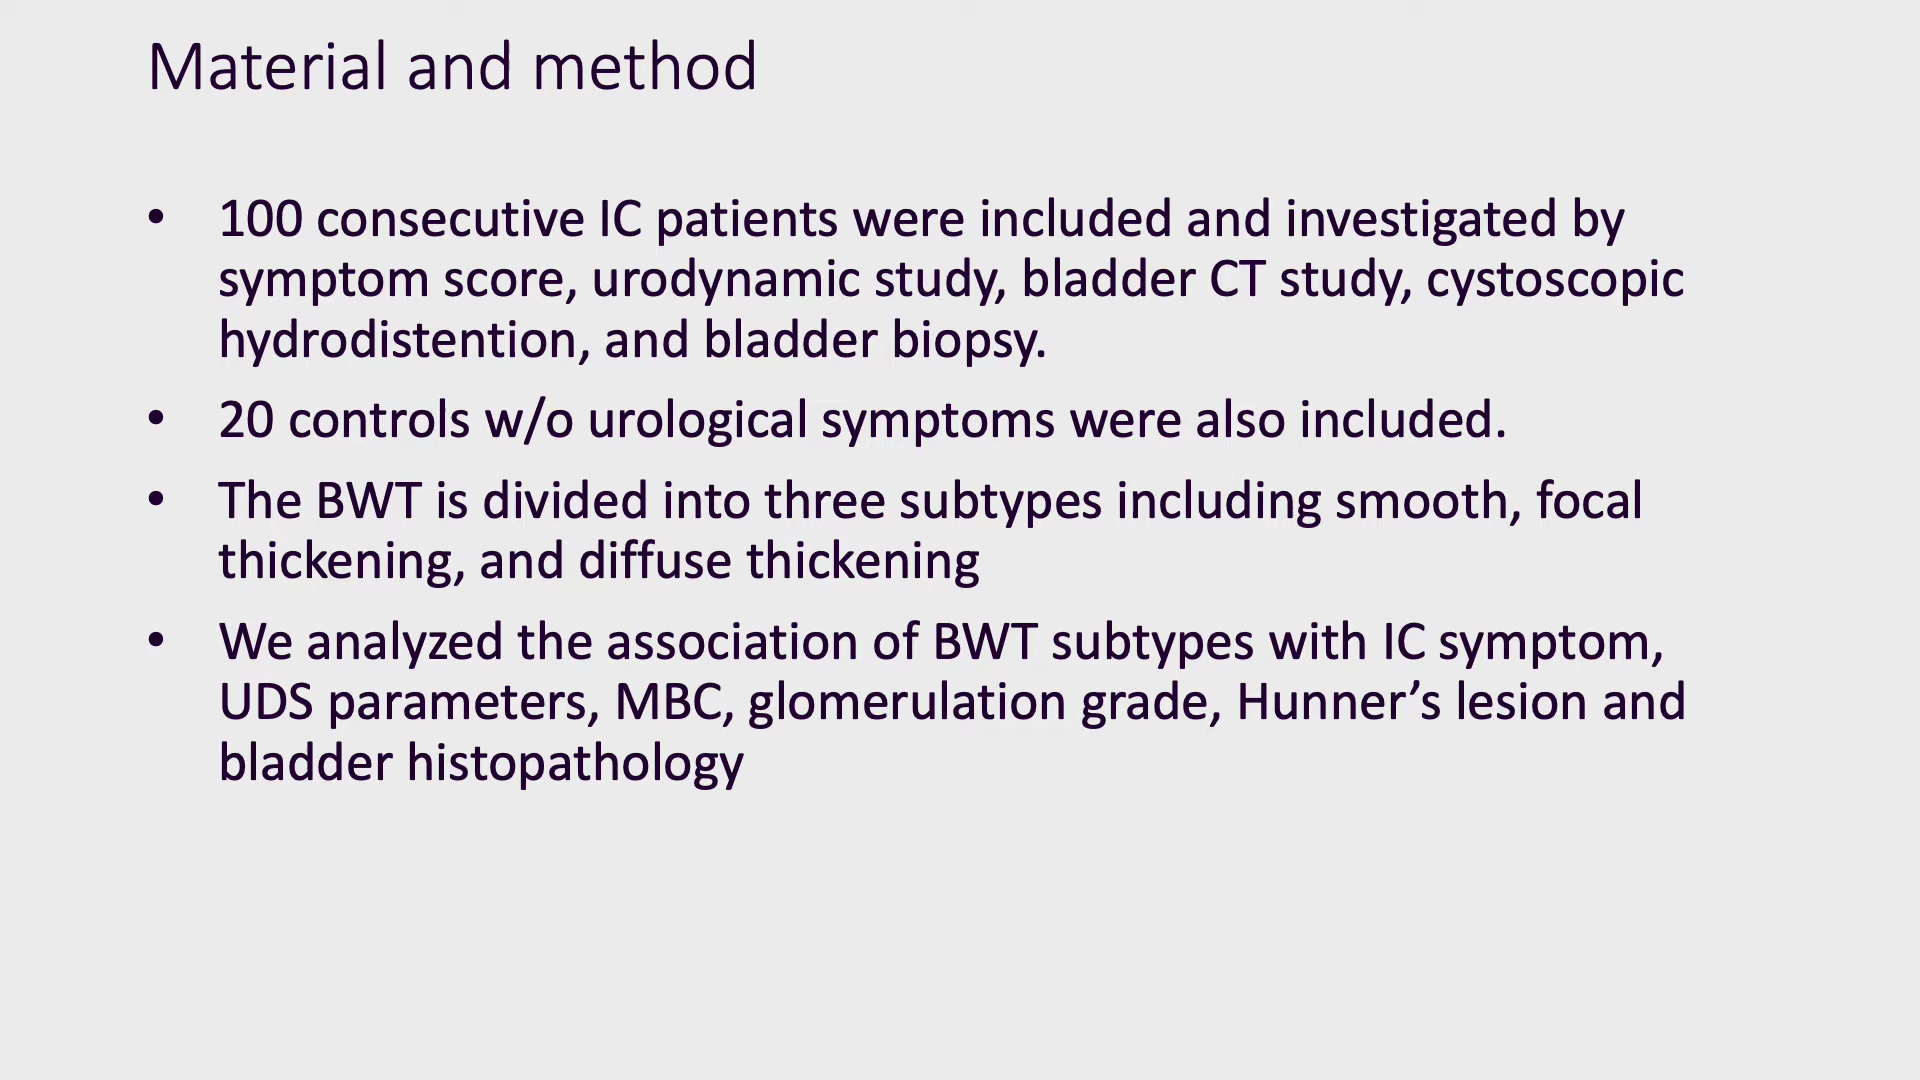 Material and method
• 100 consecutive IC patients were included and investigated by
symptom score, urodynamic study, bladder CT study, cystoscopic
hydrodistention, and bladder biopsy.
• 20 controls w/o urological symptoms were also included.
• The BWT is divided into three subtypes including smooth, focal
thickening, and diffuse thickening
• We analyzed the association of BWT subtypes with IC symptom,
UDS parameters, MBC, glomerulation grade, Hunner’s lesion and
bladder histopathology